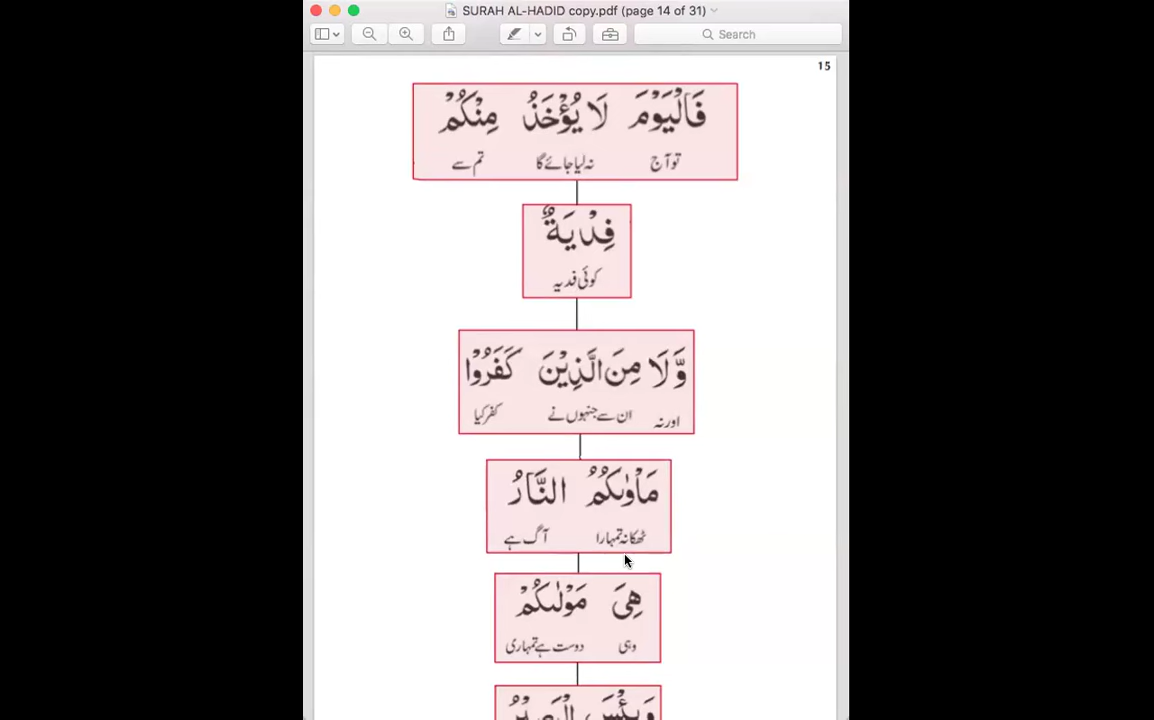 SURAH AL-HADID copy.pdf (page 14 of 31)
Search
15
فَالْيَوْمَ لَا يُؤْخَذُ مِنْكُمْ
تو آج نہ لیا جائے گا تم سے
فِدْيَةٌ
کوئی فدیہ
وَّلَا مِنَ الَّذِيْنَ كَفَرُوْا
اور نہ ان سے جنہوں نے کفر کیا
مَاْوٰىكُمُ النَّارُ
ٹھکانہ تمہارا آگ ہے
هِيَ مَوْلٰىكُمْ
وہی دوست ہے تمہاری
وَبِئْسَ الْمَصِيْرُ